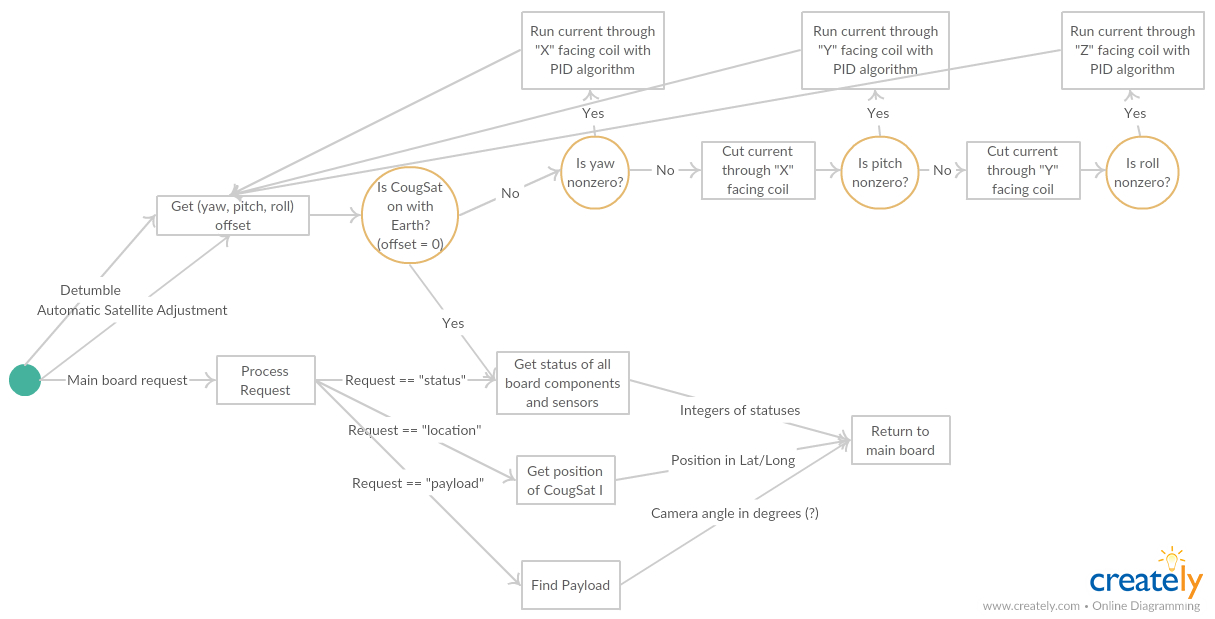 Run current through
"X" facing coil with
PID algorithm
Run current through
"Y" facing coil with
PID algorithm
Run current through
"Z" facing coil with
PID algorithm
Yes
Yes
Yes
Is yaw
nonzero?
No
Cut current
through "X"
facing coil
Is pitch
nonzero?
No
Cut current
through "Y"
facing coil
Is roll
nonzero?
Is CougSat
on with
Earth?
(offset = 0)
No
Get (yaw, pitch, roll)
offset
Detumble
Automatic Satellite Adjustment
Yes
Main board request
Process
Request
Request == "status"
Get status of all
board components
and sensors
Integers of statuses
Request == "location"
Return to
main board
Get position
of CougSat I
Position in Lat/Long
Request == "payload"
Camera angle in degrees (?)
Find Payload
creately
www.creately.com • Online Diagramming